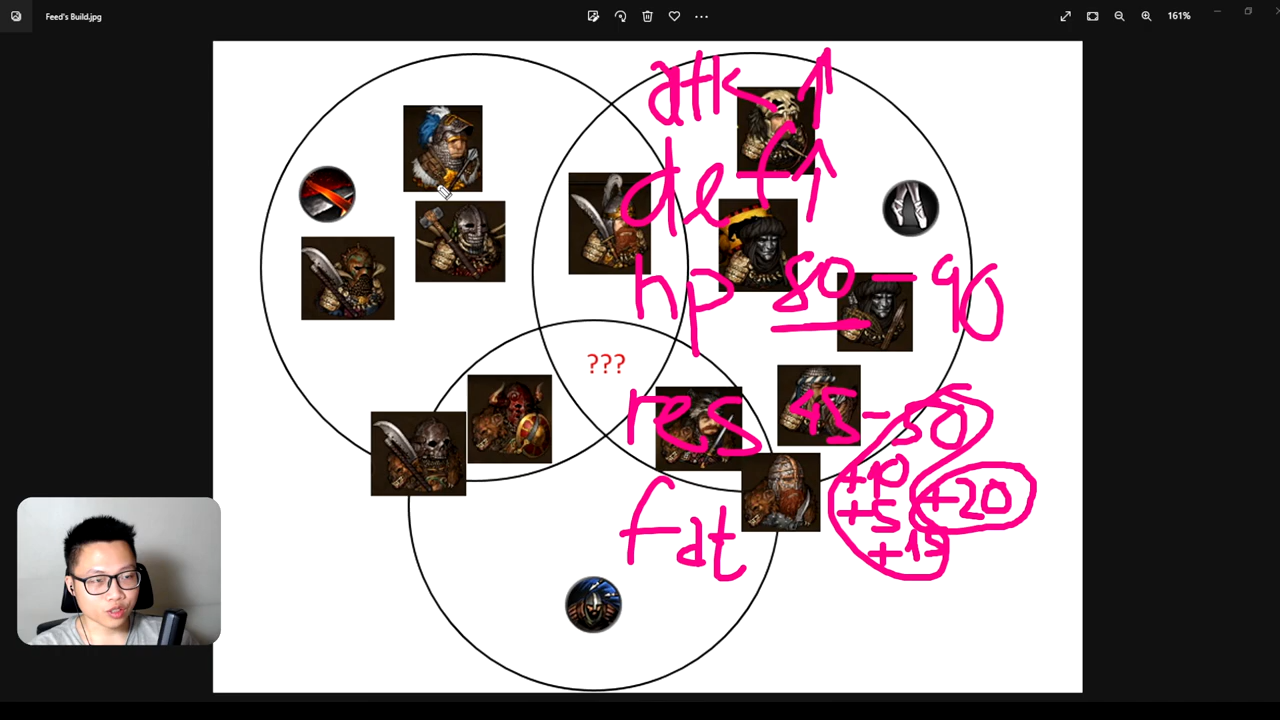 Feed's Build.jpg
161%
atk ↑
def ↑
hp 80-90
???
res 45-50
+10
+5 +20
+15
fat